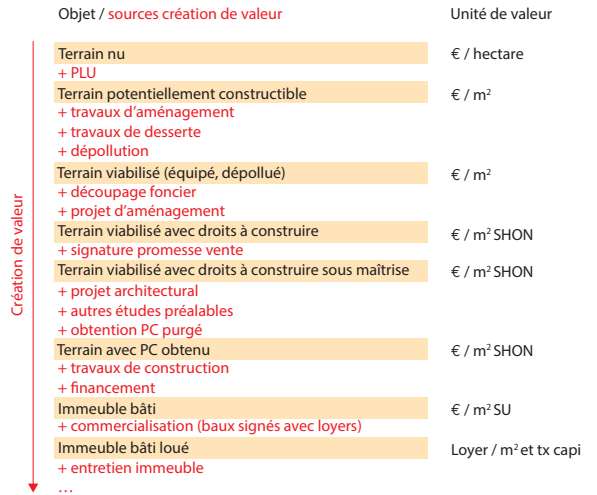 Objet / sources création de valeur Unité de valeur
Terrain nu € / hectare
+ PLU
Terrain potentiellement constructible € / m²
+ travaux d'aménagement
+ travaux de desserte
+ dépollution
Terrain viabilisé (équipé, dépollué) € / m²
+ découpage foncier
+ projet d'aménagement
Terrain viabilisé avec droits à construire € / m² SHON
+ signature promesse vente
Terrain viabilisé avec droits à construire sous maîtrise € / m² SHON
+ projet architectural
+ autres études préalables
+ obtention PC purgé
Terrain avec PC obtenu € / m² SHON
+ travaux de construction
+ financement
Immeuble bâti € / m² SU
+ commercialisation (baux signés avec loyers)
Immeuble bâti loué Loyer / m² et tx capi
+ entretien immeuble
...
Création de valeur